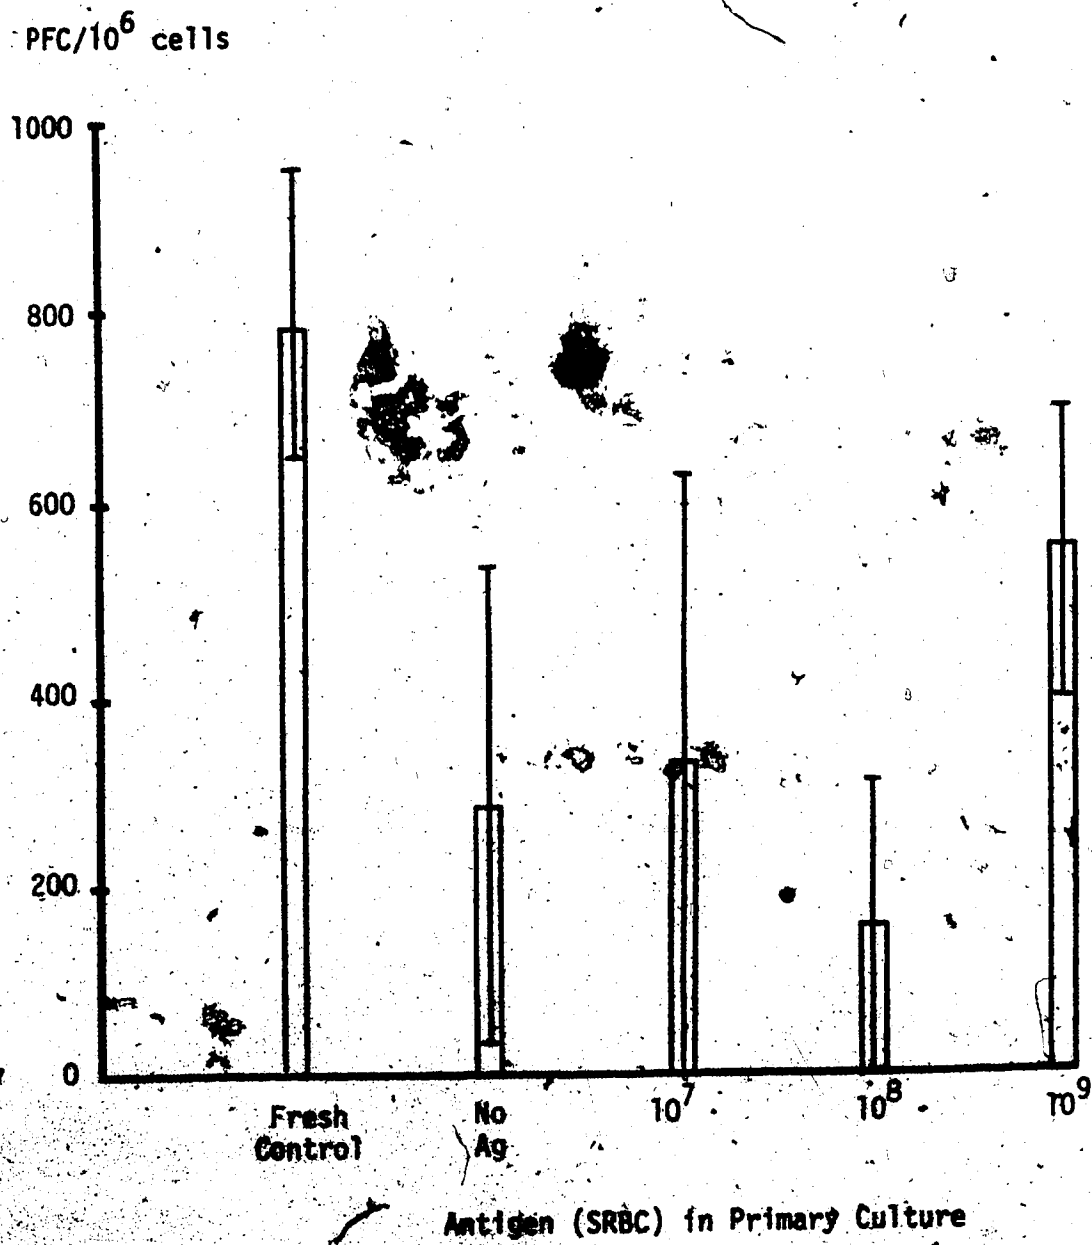 PFC/10⁶ cells
1000
800
600
400
200
0
Fresh Control
No Ag
10⁷
10⁸
10⁹
Antigen (SRBC) in Primary Culture